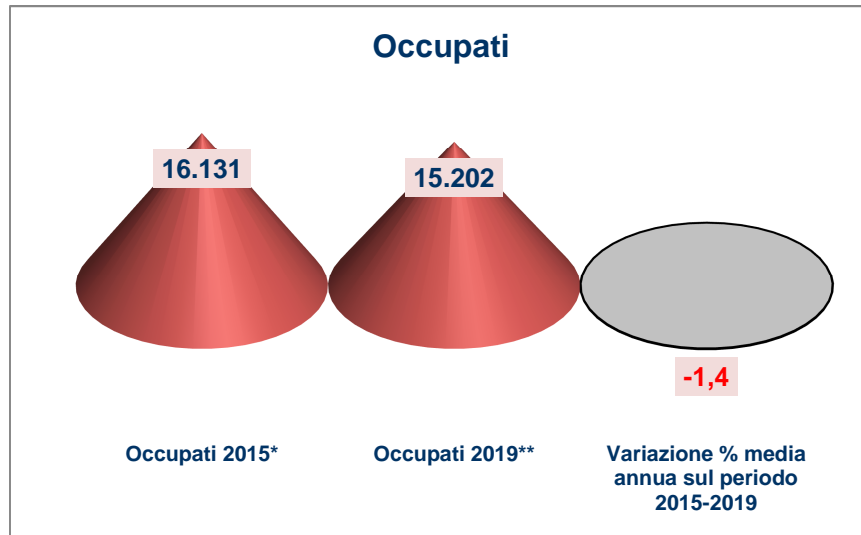 Occupati
16.131
15.202
-1,4
Occupati 2015*
Occupati 2019**
Variazione % media
annua sul periodo
2015-2019